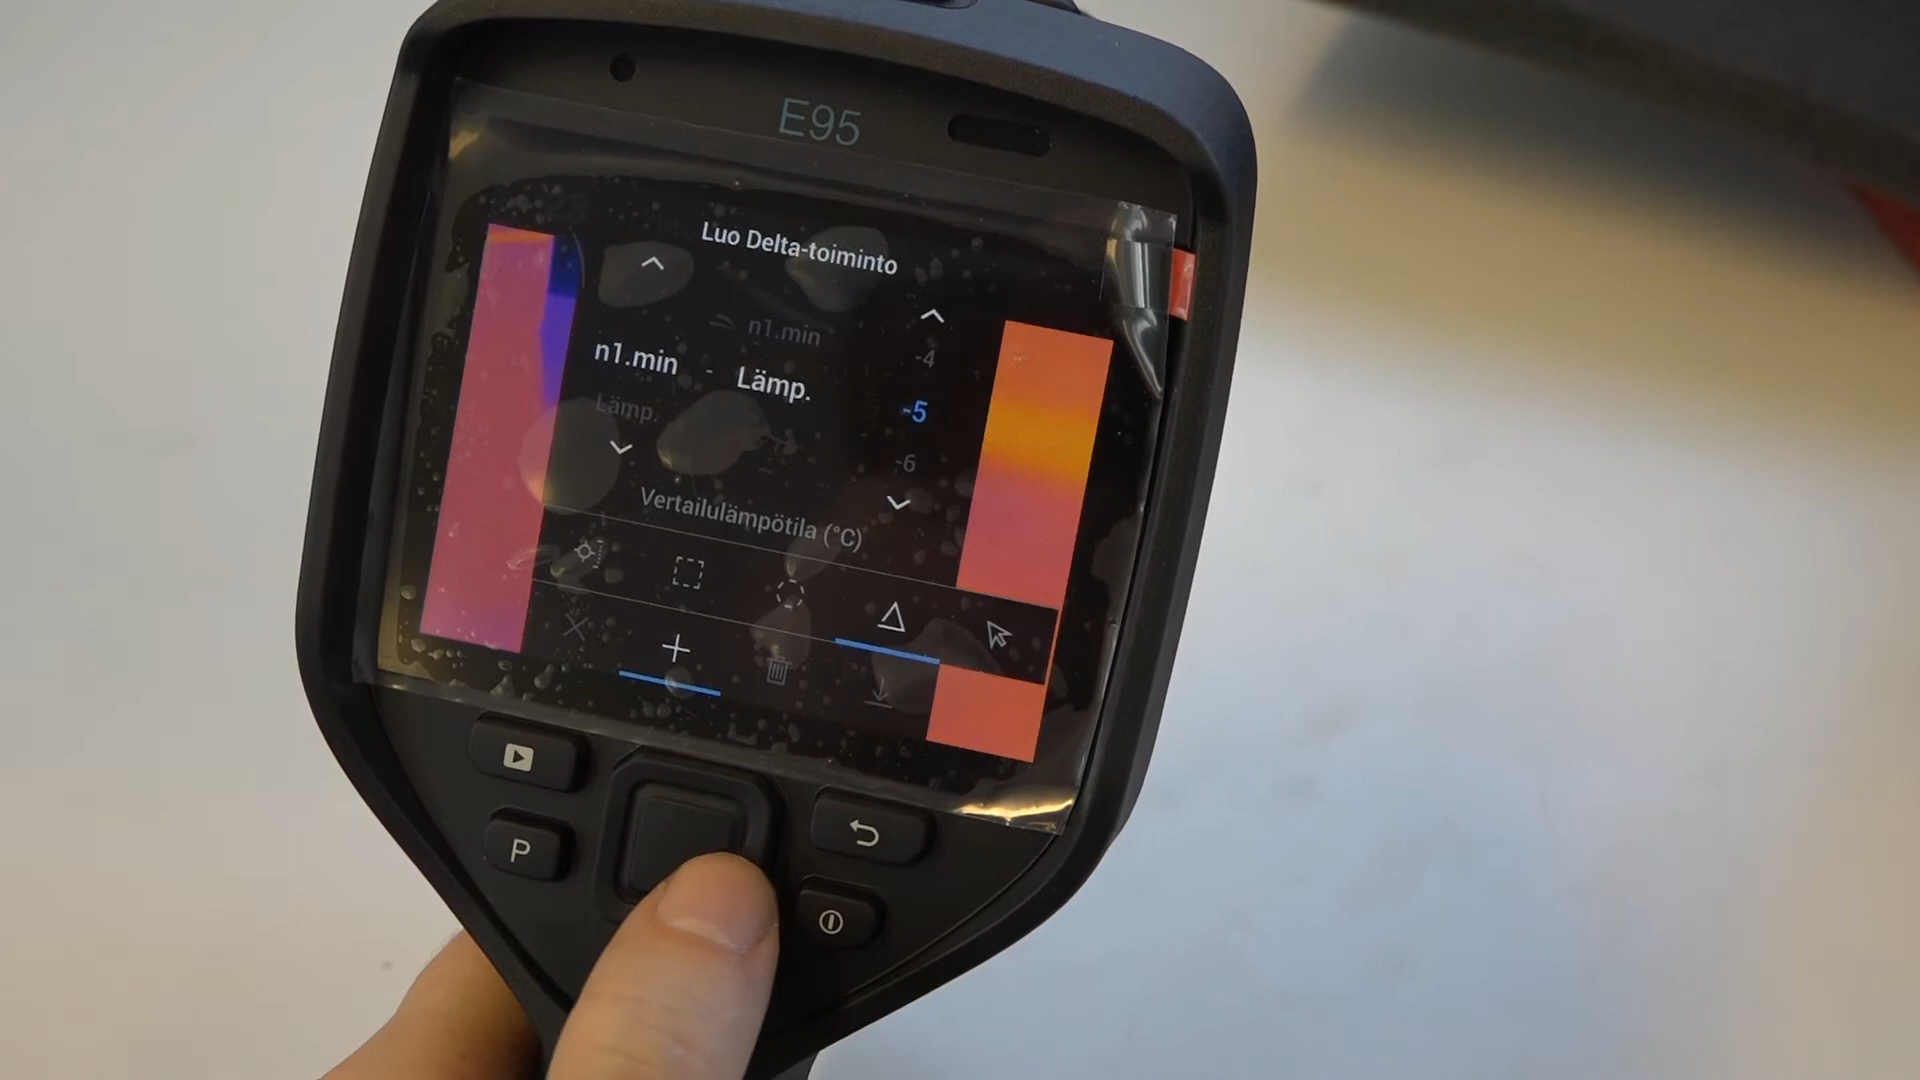 E95
Luo Delta-toiminto
n1.min
-4
n1.min - Lämp.
-5
Lämp.
-6
Vertailulämpötila (°C)
P